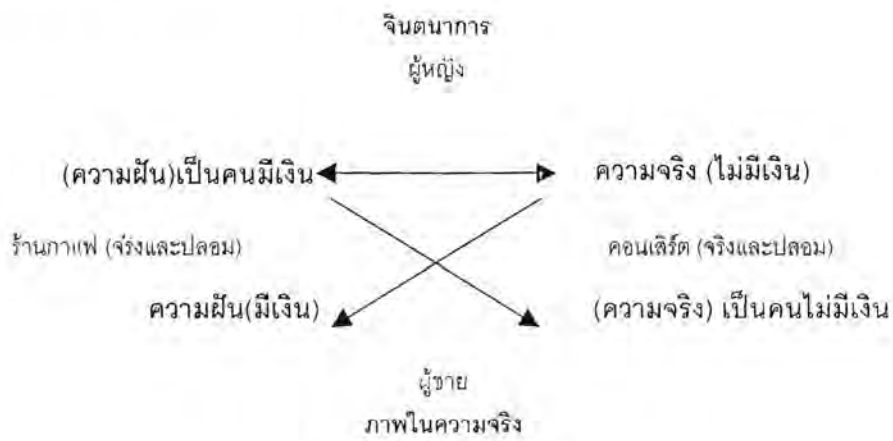 จินตนาการ
ผู้หญิง
(ความฝัน)เป็นคนมีเงิน ความจริง (ไม่มีเงิน)
ร้านกาแฟ (จริงและปลอม) คอนเสิร์ต (จริงและปลอม)
ความฝัน(มีเงิน) (ความจริง) เป็นคนไม่มีเงิน
ผู้ชาย
ภาพในความจริง